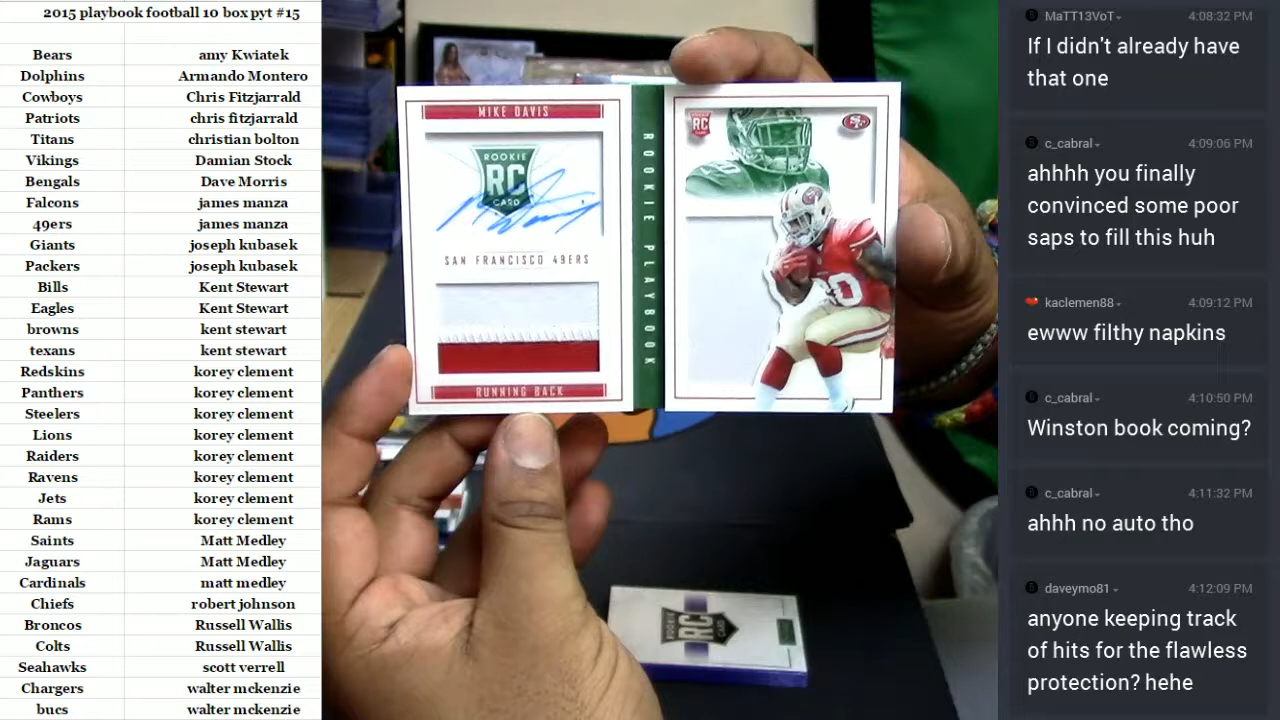 2015 playbook football 10 box pyt #15
Bears amy Kwiatek
Dolphins Armando Montero
Cowboys Chris Fitzjarrald
Patriots chris fitzjarrald
Titans christian bolton
Vikings Damian Stock
Bengals Dave Morris
Falcons james manza
49ers james manza
Giants joseph kubasek
Packers joseph kubasek
Bills Kent Stewart
Eagles Kent Stewart
browns kent stewart
texans kent stewart
Redskins korey clement
Panthers korey clement
Steelers korey clement
Lions korey clement
Raiders korey clement
Ravens korey clement
Jets korey clement
Rams korey clement
Saints Matt Medley
Jaguars Matt Medley
Cardinals matt medley
Chiefs robert johnson
Broncos Russell Wallis
Colts Russell Wallis
Seahawks scott verrell
Chargers walter mckenzie
bucs walter mckenzie
MIKE DAVIS
ROOKIE
RC
CARD
SAN FRANCISCO 49ERS
RUNNING BACK
ROOKIE PLAYBOOK
RC
SF
20
ROOKIE
RC
CARD
MaTT13VoT 4:08:32 PM
If I didn't already have
that one
c_cabral 4:09:06 PM
ahhhh you finally
convinced some poor
saps to fill this huh
kaclemen88 4:09:12 PM
ewww filthy napkins
c_cabral 4:10:50 PM
Winston book coming?
c_cabral 4:11:32 PM
ahhh no auto tho
daveymo81 4:12:09 PM
anyone keeping track
of hits for the flawless
protection? hehe